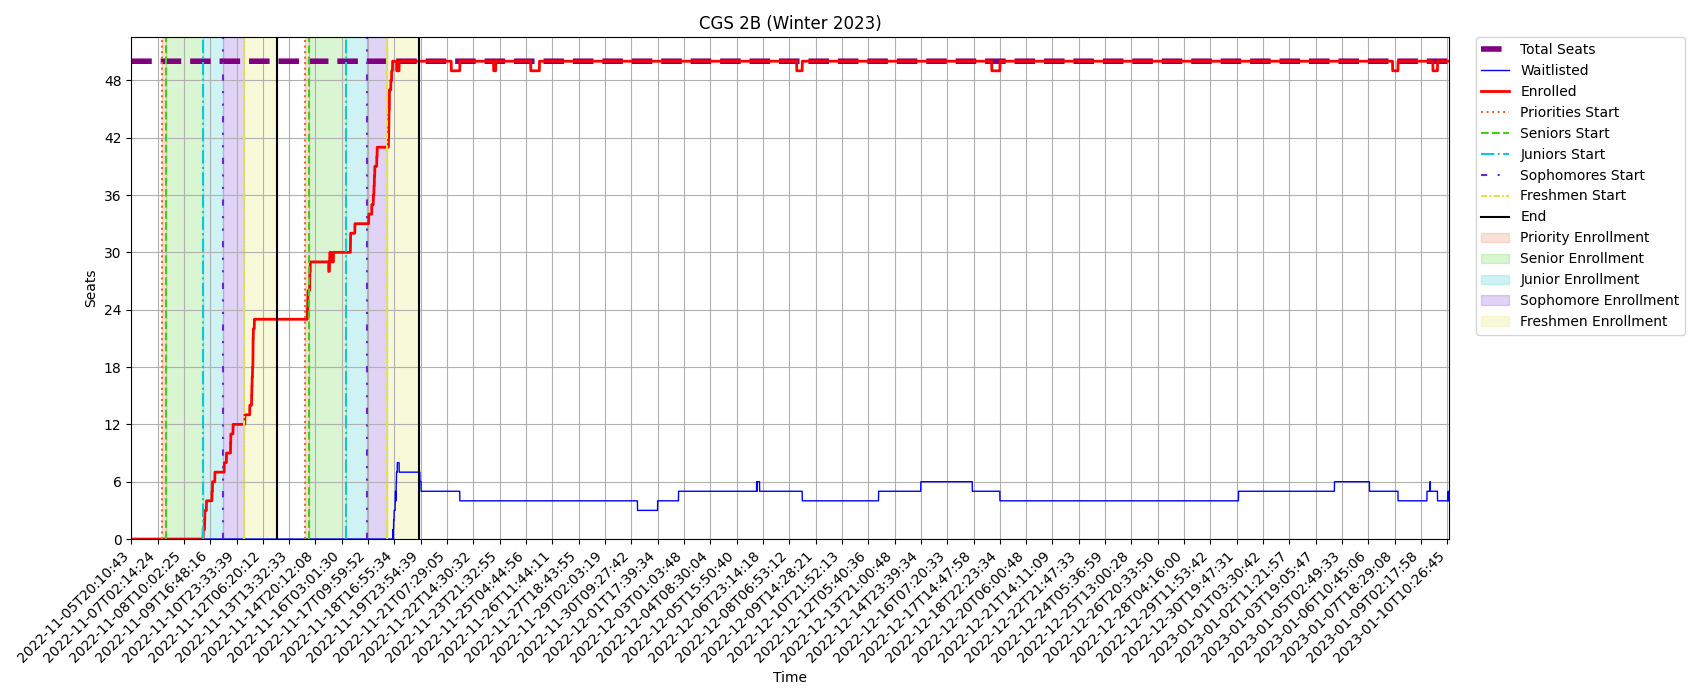 CGS 2B (Winter 2023)
Total Seats
Waitlisted
Enrolled
Priorities Start
Seniors Start
Juniors Start
Sophomores Start
Freshmen Start
End
Priority Enrollment
Senior Enrollment
Junior Enrollment
Sophomore Enrollment
Freshmen Enrollment
Seats
48
42
36
30
24
18
12
6
0
2022-11-05T20:10:43
2022-11-07T02:14:24
2022-11-08T10:02:25
2022-11-09T16:48:16
2022-11-10T23:33:39
2022-11-12T06:20:12
2022-11-13T13:32:33
2022-11-14T20:12:08
2022-11-16T03:01:30
2022-11-17T09:59:52
2022-11-18T16:55:34
2022-11-19T23:54:39
2022-11-21T07:29:05
2022-11-22T14:30:32
2022-11-23T21:32:55
2022-11-25T04:44:56
2022-11-26T11:44:11
2022-11-27T18:43:55
2022-11-29T02:03:19
2022-11-30T09:27:42
2022-12-01T17:39:34
2022-12-03T01:03:48
2022-12-04T08:30:04
2022-12-05T15:50:40
2022-12-06T23:14:18
2022-12-08T06:53:12
2022-12-09T14:28:21
2022-12-10T21:52:13
2022-12-12T05:40:36
2022-12-13T21:00:48
2022-12-14T23:39:34
2022-12-16T07:20:33
2022-12-17T14:47:58
2022-12-18T22:23:34
2022-12-20T06:00:48
2022-12-21T14:11:09
2022-12-22T21:47:33
2022-12-24T05:36:59
2022-12-25T13:00:28
2022-12-26T20:33:50
2022-12-28T04:16:00
2022-12-29T11:53:42
2022-12-30T19:47:31
2023-01-01T03:30:42
2023-01-02T11:21:57
2023-01-03T19:05:47
2023-01-05T02:49:33
2023-01-06T10:45:06
2023-01-07T18:29:08
2023-01-09T02:17:58
2023-01-10T10:26:45
Time